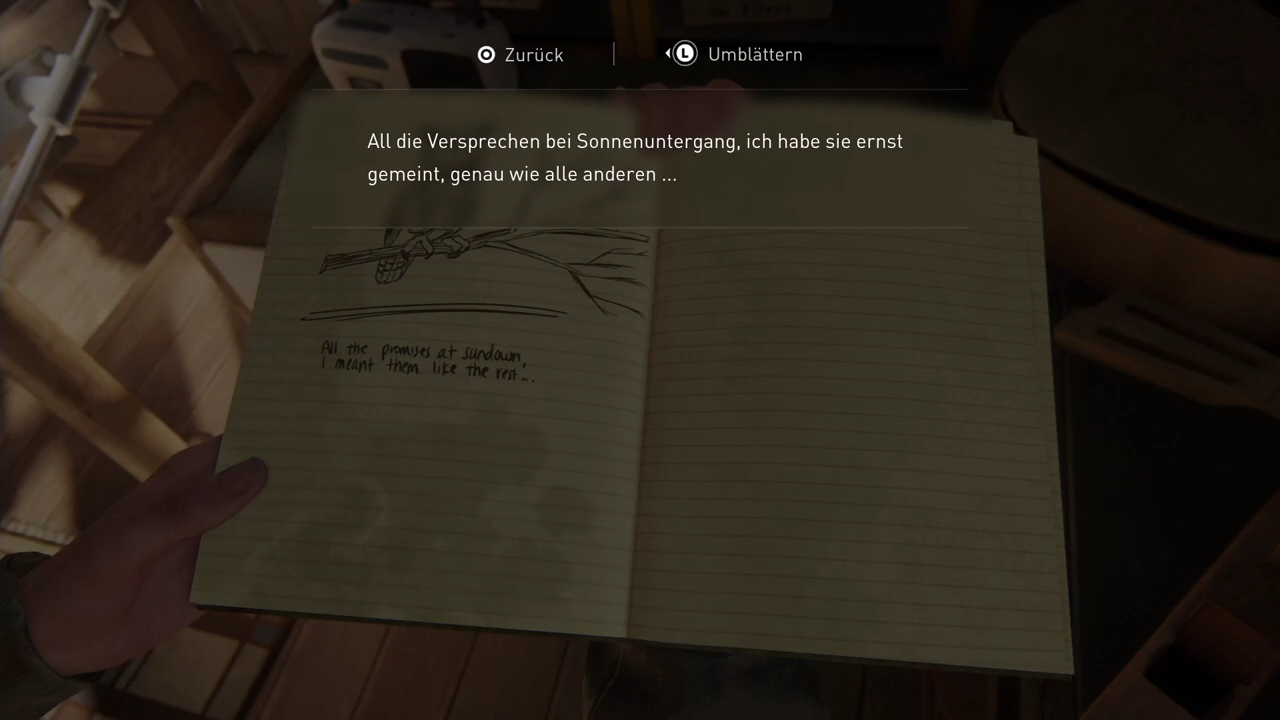 Zurück
L Umblättern
All die Versprechen bei Sonnenuntergang, ich habe sie ernst
gemeint, genau wie alle anderen ...
All the promises at sundown,
I meant them like the rest...